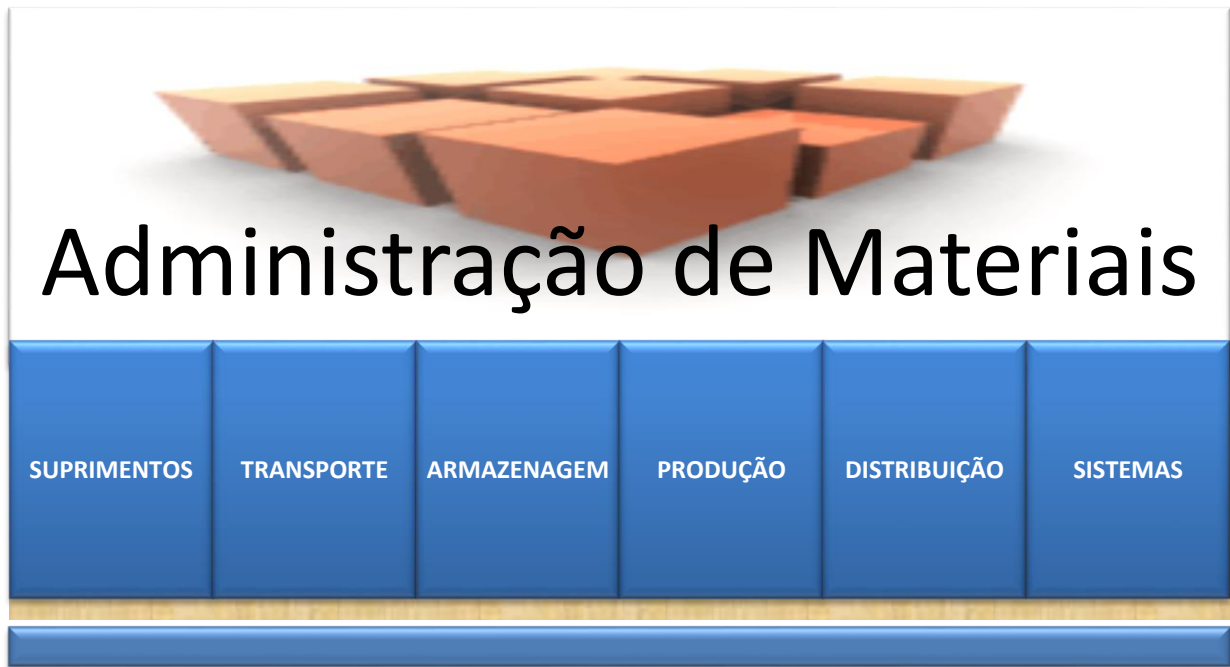 Administração de Materiais
SUPRIMENTOS TRANSPORTE ARMAZENAGEM PRODUÇÃO DISTRIBUIÇÃO SISTEMAS